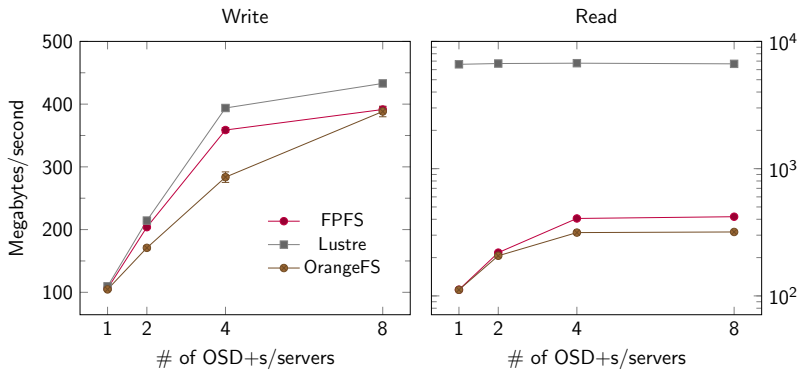 Write
Read
Megabytes/second
500
400
300
200
100
FPFS
Lustre
OrangeFS
1 2 4 8
# of OSD+s/servers
10^4
10^3
10^2
1 2 4 8
# of OSD+s/servers